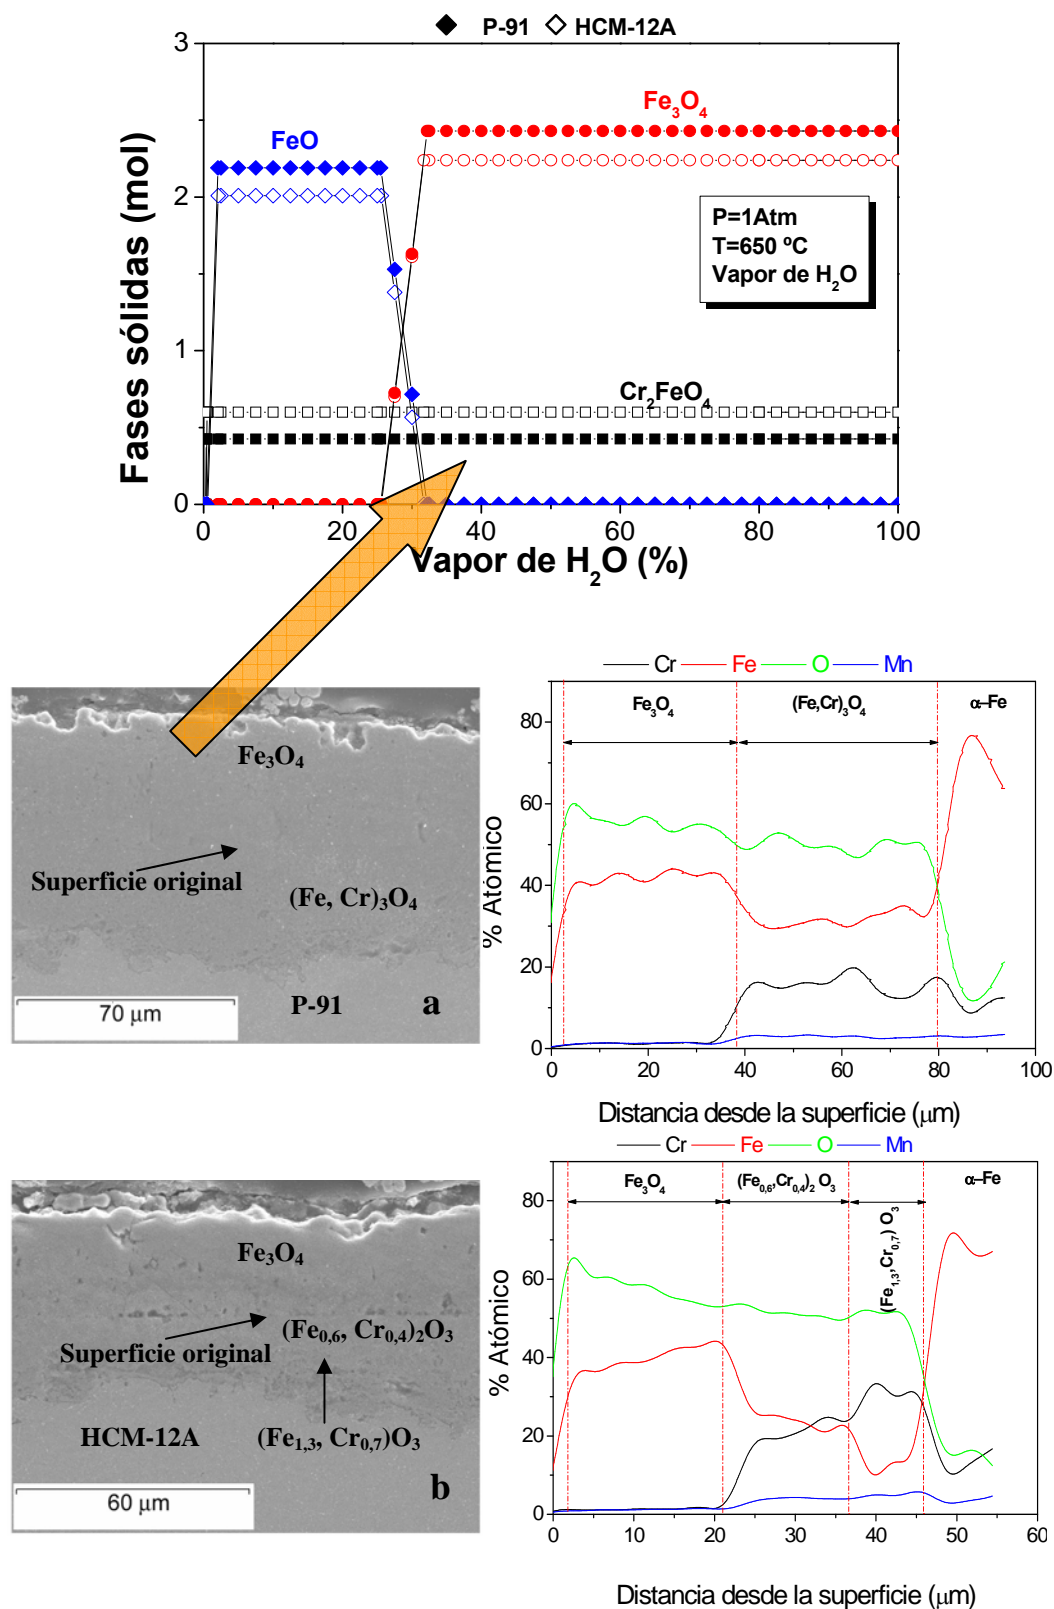 P-91 HCM-12A
3
2
1
0
Fases sólidas (mol)
FeO
Fe₃O₄
Cr₂FeO₄
P=1Atm
T=650 ºC
Vapor de H₂O
0 20 40 60 80 100
Vapor de H₂O (%)
Fe₃O₄
Superficie original
(Fe, Cr)₃O₄
P-91
70 µm
a
Cr Fe O Mn
Fe₃O₄
(Fe,Cr)₃O₄
α–Fe
80
60
40
20
0
% Atómico
0 20 40 60 80 100
Distancia desde la superficie (µm)
Fe₃O₄
(Fe₀,₆, Cr₀,₄)₂O₃
Superficie original
HCM-12A
(Fe₁,₃, Cr₀,₇)O₃
60 µm
b
Cr Fe O Mn
Fe₃O₄
(Fe₀,₆,Cr₀,₄)₂ O₃
(Fe₁,₃,Cr₀,₇) O₃
α–Fe
80
60
40
20
0
% Atómico
0 10 20 30 40 50 60
Distancia desde la superficie (µm)